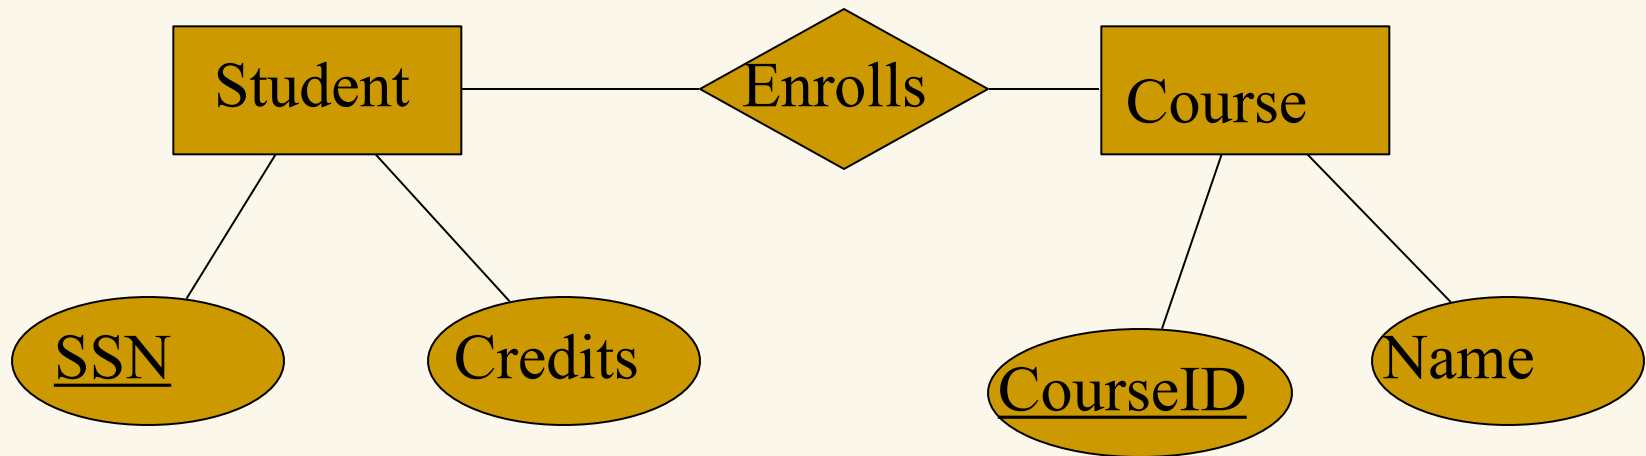 Student
Enrolls
Course
SSN
Credits
CourseID
Name